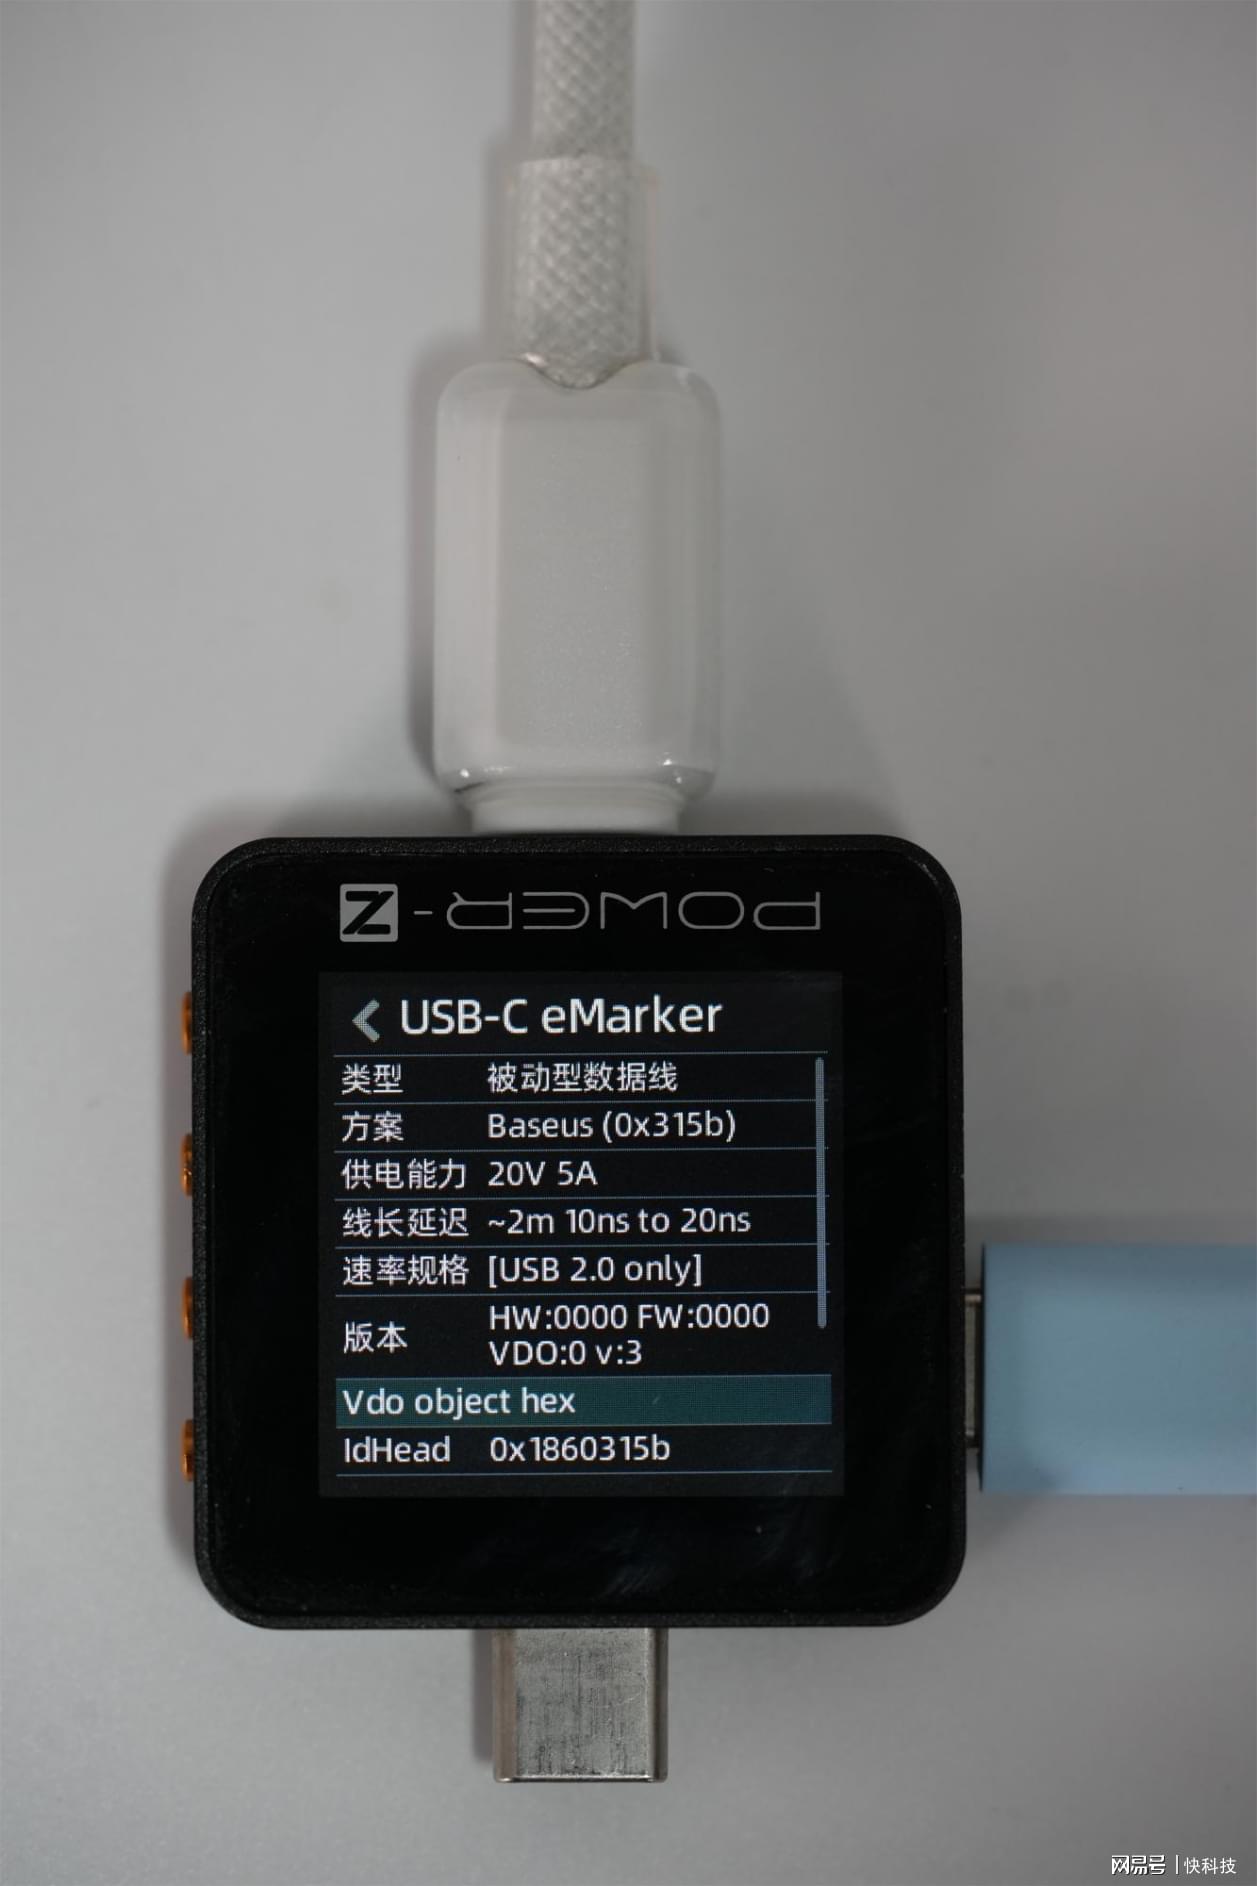 POWER-Z
USB-C eMarker
类型 被动型数据线
方案 Baseus (0x315b)
供电能力 20V 5A
线长延迟 ~2m 10ns to 20ns
速率规格 [USB 2.0 only]
版本 HW:0000 FW:0000
VDO:0 v:3
Vdo object hex
IdHead 0x1860315b
网易号 | 快科技